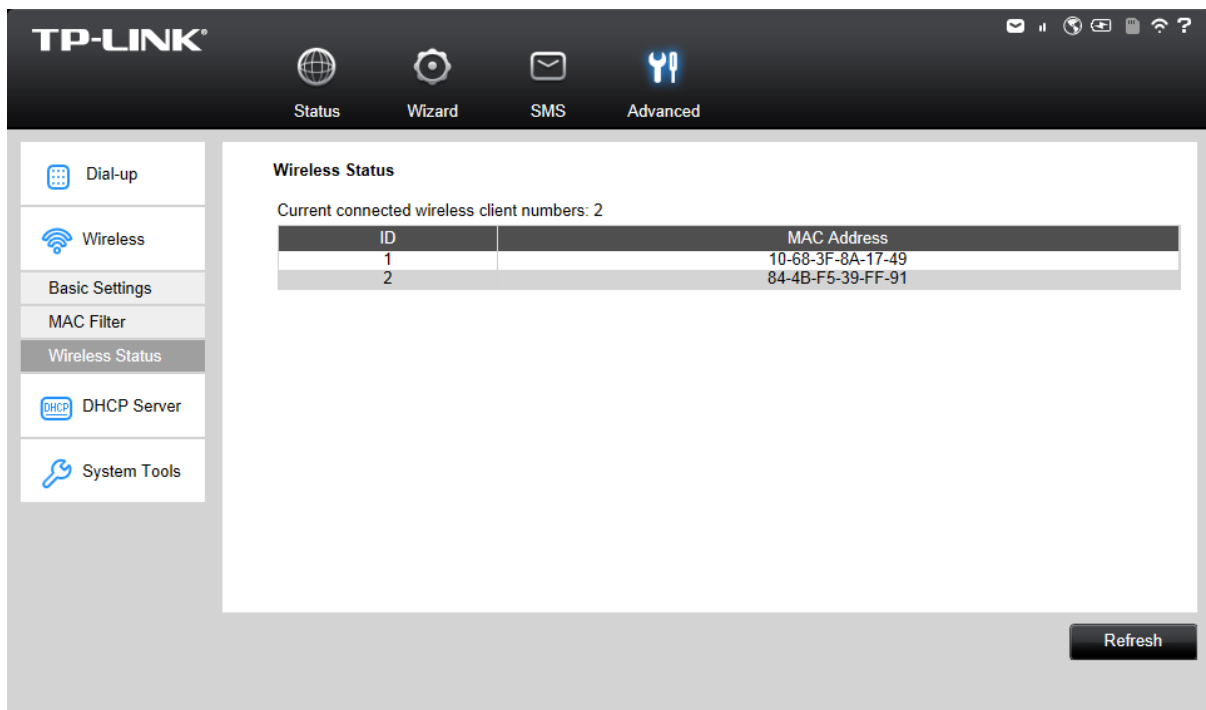 TP-LINK®
?
Status Wizard SMS Advanced
Dial-up
Wireless
Basic Settings
MAC Filter
Wireless Status
DHCP DHCP Server
System Tools
Wireless Status
Current connected wireless client numbers: 2
ID MAC Address
1 10-68-3F-8A-17-49
2 84-4B-F5-39-FF-91
Refresh